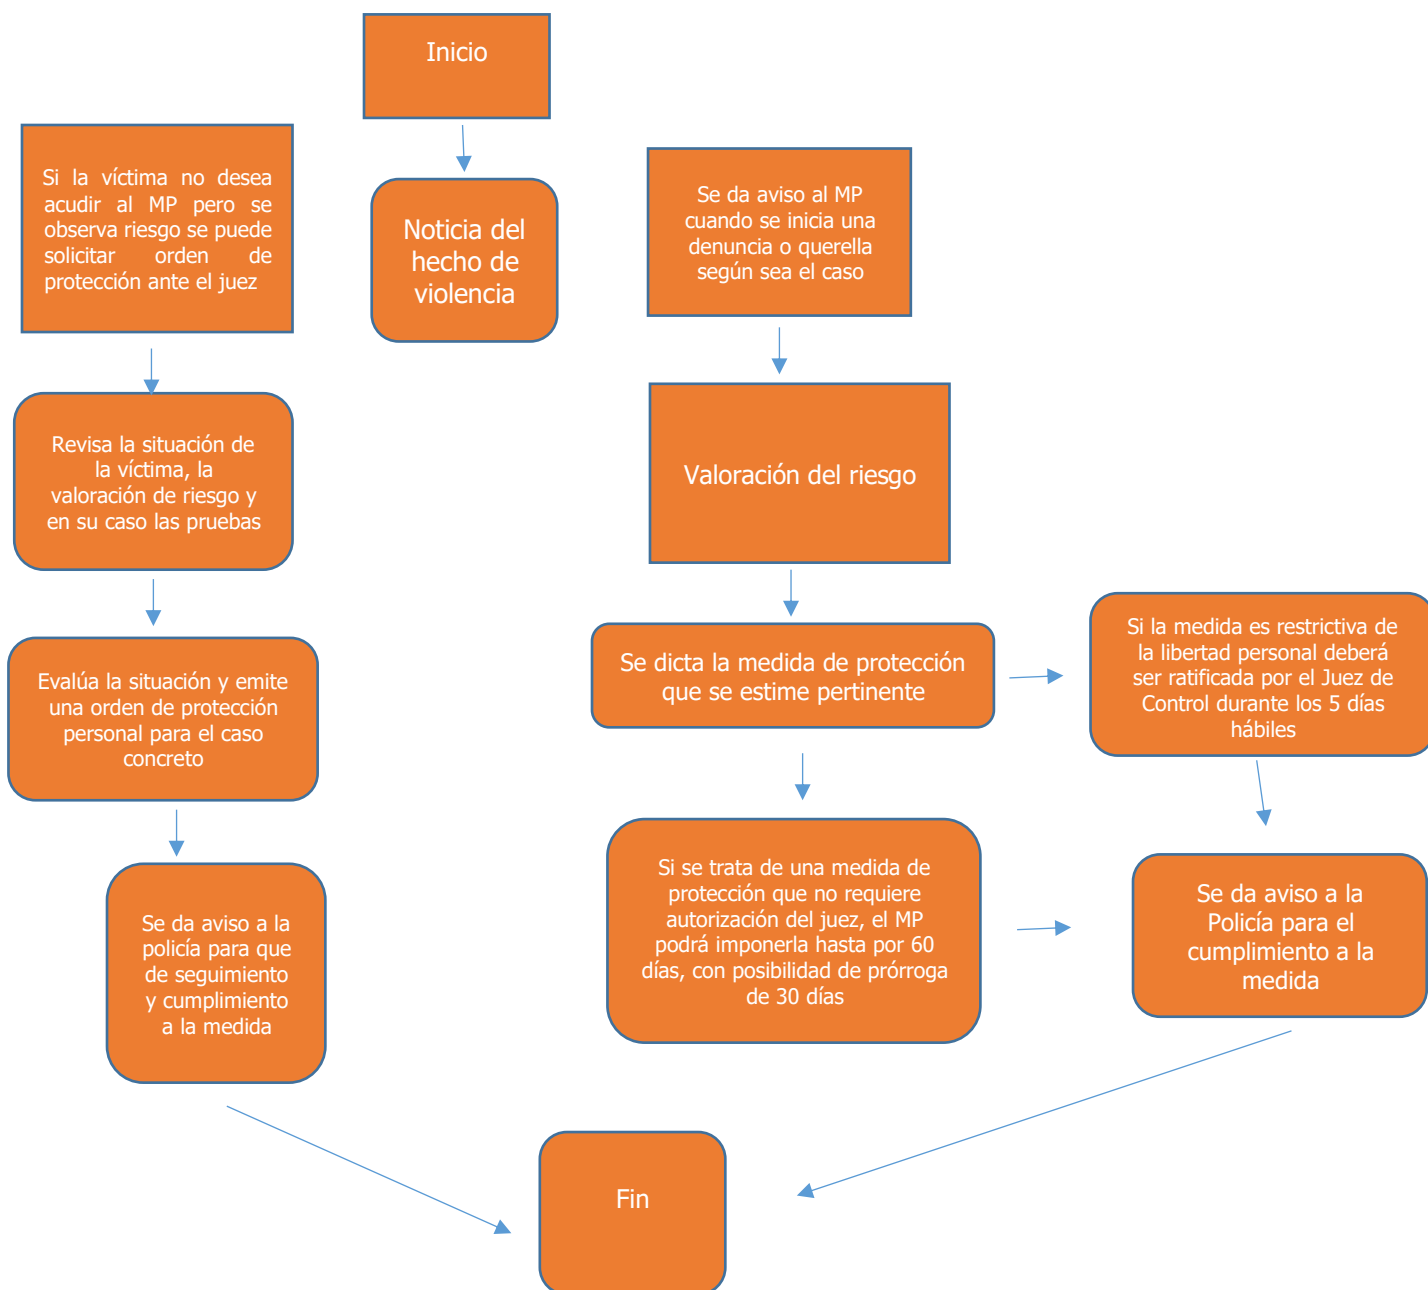 Inicio
Si la víctima no desea
acudir al MP pero se
observa riesgo se puede
solicitar orden de
protección ante el juez
Noticia del
hecho de
violencia
Se da aviso al MP
cuando se inicia una
denuncia o querella
según sea el caso
Revisa la situación de
la víctima, la
valoración de riesgo y
en su caso las pruebas
Valoración del riesgo
Evalúa la situación y emite
una orden de protección
personal para el caso
concreto
Se dicta la medida de protección
que se estime pertinente
Si la medida es restrictiva de
la libertad personal deberá
ser ratificada por el Juez de
Control durante los 5 días
hábiles
Se da aviso a la
policía para que
de seguimiento
y cumplimiento
a la medida
Si se trata de una medida de
protección que no requiere
autorización del juez, el MP
podrá imponerla hasta por 60
días, con posibilidad de prórroga
de 30 días
Se da aviso a la
Policía para el
cumplimiento a la
medida
Fin